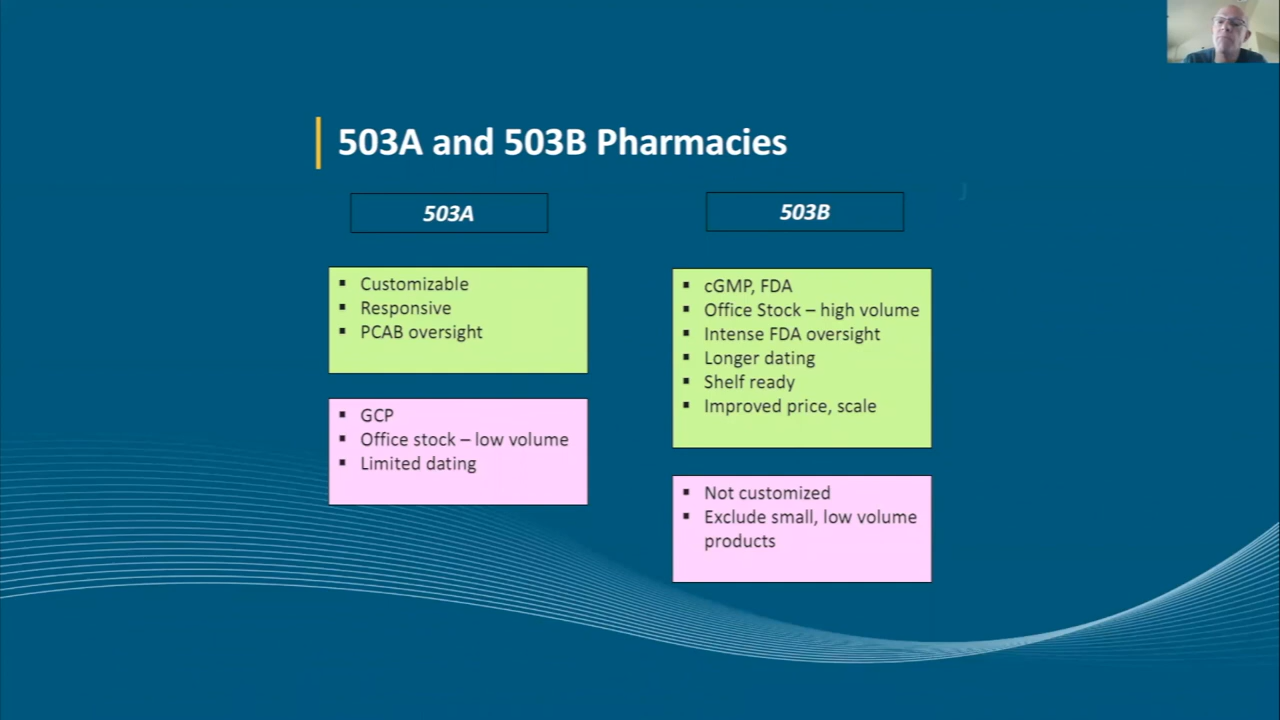 503A and 503B Pharmacies
503A
Customizable
Responsive
PCAB oversight
GCP
Office stock – low volume
Limited dating
503B
cGMP, FDA
Office Stock – high volume
Intense FDA oversight
Longer dating
Shelf ready
Improved price, scale
Not customized
Exclude small, low volume
products